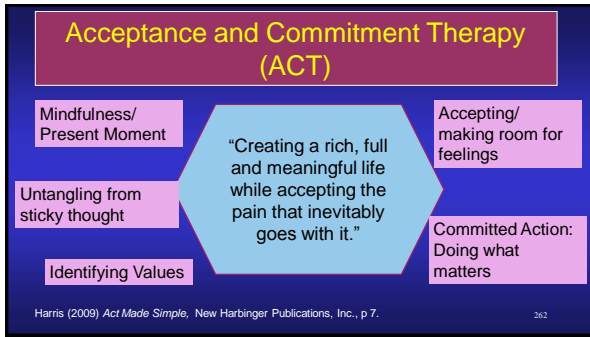 Acceptance and Commitment Therapy
(ACT)
Mindfulness/
Present Moment
Untangling from
sticky thought
Identifying Values
“Creating a rich, full
and meaningful life
while accepting the
pain that inevitably
goes with it.”
Accepting/
making room for
feelings
Committed Action:
Doing what
matters
Harris (2009) Act Made Simple, New Harbinger Publications, Inc., p 7.
262